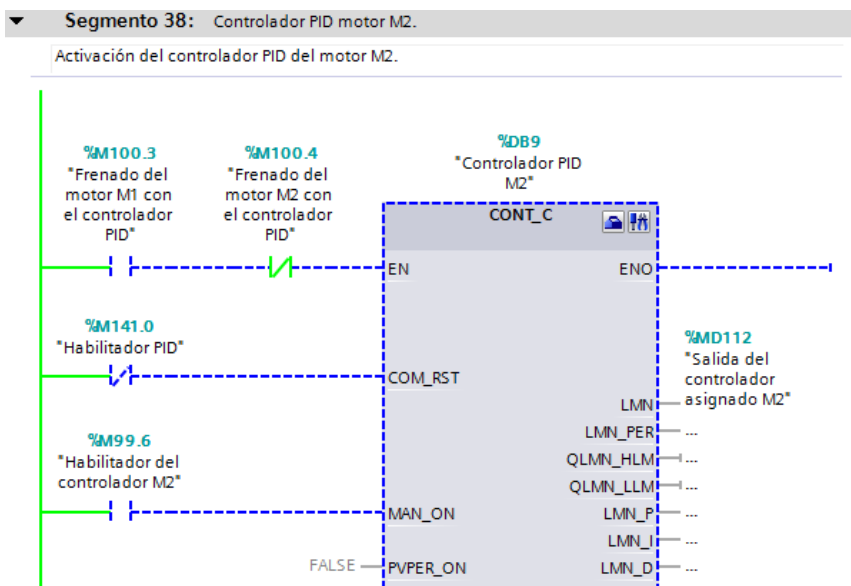 Segmento 38: Controlador PID motor M2.
Activación del controlador PID del motor M2.
%M100.3
"Frenado del
motor M1 con
el controlador
PID"
%M100.4
"Frenado del
motor M2 con
el controlador
PID"
%DB9
"Controlador PID
M2"
CONT_C
EN
ENO
%M141.0
"Habilitador PID"
COM_RST
%MD112
"Salida del
controlador
asignado M2"
LMN
LMN_PER ...
QLMN_HLM ...
QLMN_LLM ...
%M99.6
"Habilitador del
controlador M2"
MAN_ON
LMN_P ...
LMN_I ...
FALSE PVPER_ON
LMN_D ...